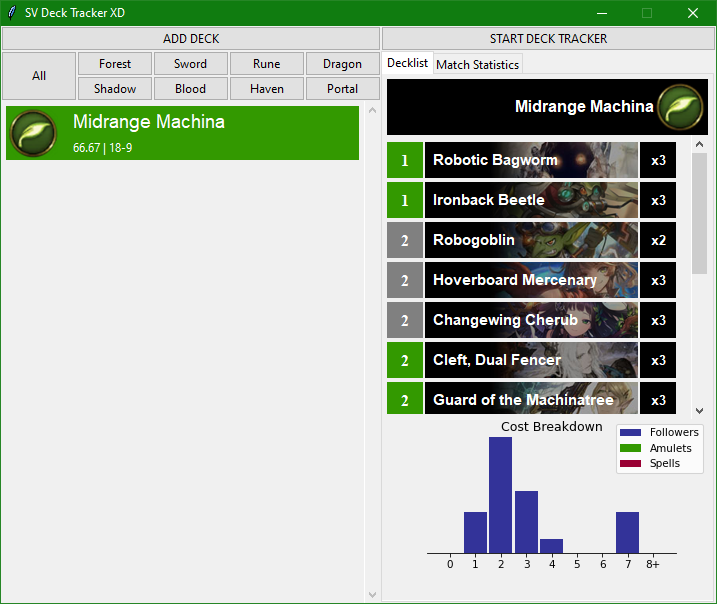 SV Deck Tracker XD
ADD DECK
START DECK TRACKER
All
Forest
Sword
Rune
Dragon
Shadow
Blood
Haven
Portal
Midrange Machina
66.67 | 18-9
Decklist
Match Statistics
Midrange Machina
1 Robotic Bagworm x3
1 Ironback Beetle x3
2 Robogoblin x2
2 Hoverboard Mercenary x3
2 Changewing Cherub x3
2 Cleft, Dual Fencer x3
2 Guard of the Machinatree x3
Cost Breakdown
Followers
Amulets
Spells
0 1 2 3 4 5 6 7 8+